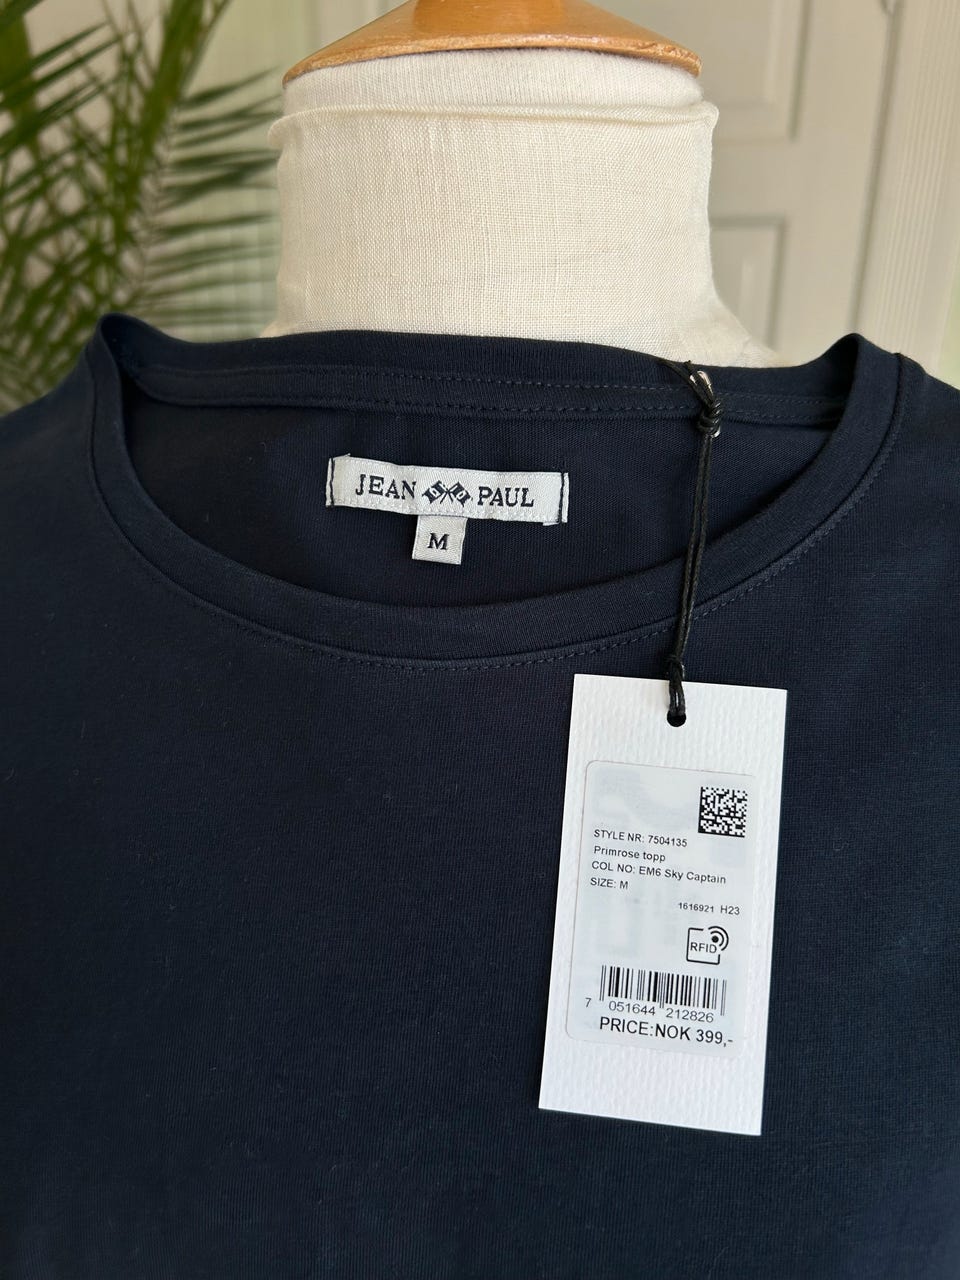 JEAN PAUL
M
STYLE NR: 7504135
Primrose topp
COL NO: EM6 Sky Captain
SIZE: M
1616921 H23
RFID
7 051644 212826
PRICE:NOK 399,-